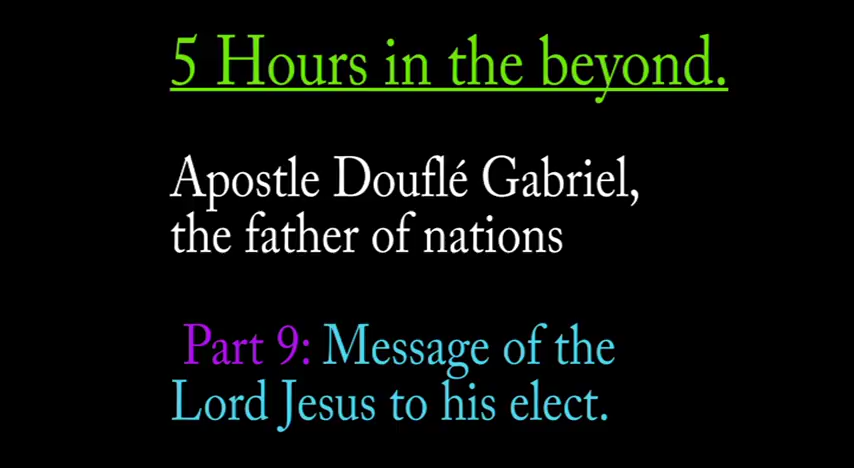 5 Hours in the beyond.
Apostle Douflé Gabriel,
the father of nations
Part 9: Message of the
Lord Jesus to his elect.